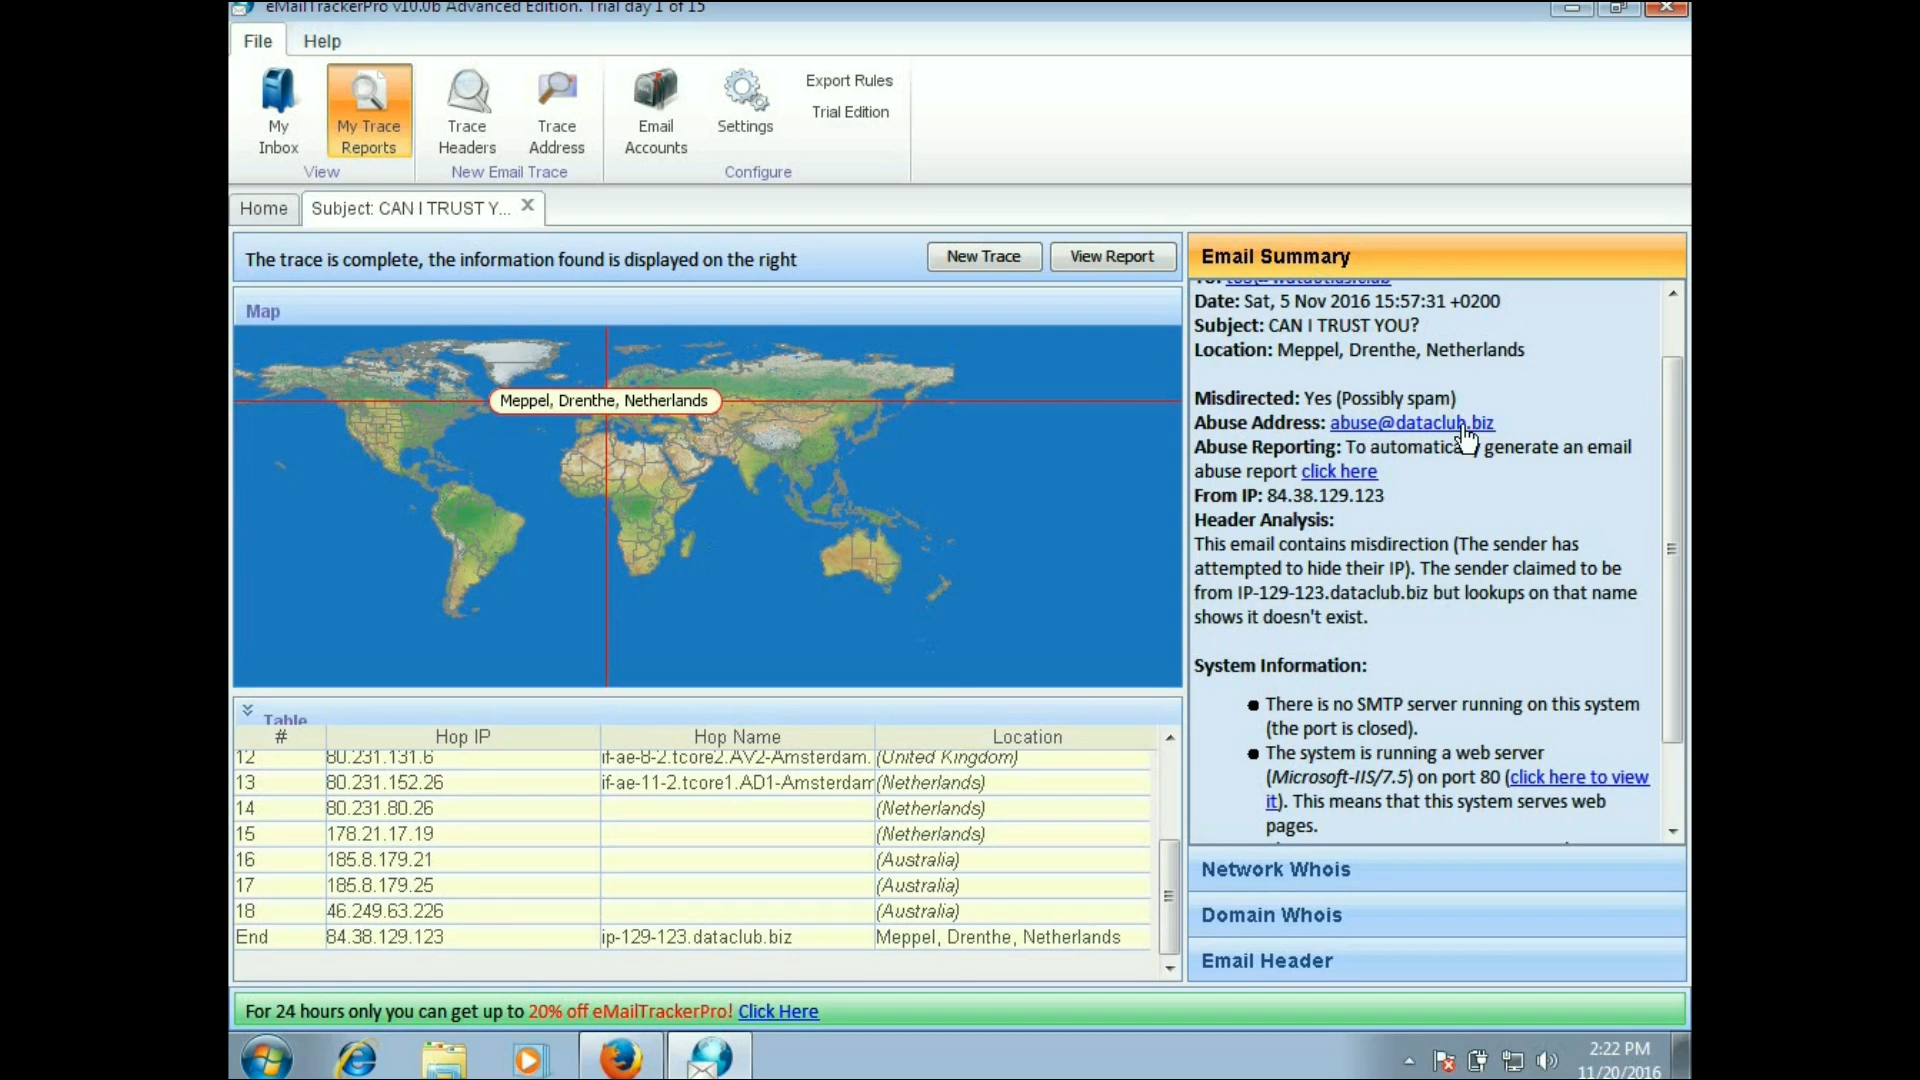 eMailTrackerPro v10.0b Advanced Edition. Trial day 1 of 15
File
Help
My Inbox
My Trace Reports
Trace Headers
Trace Address
Email Accounts
Settings
Export Rules
Trial Edition
View
New Email Trace
Configure
Home
Subject: CAN I TRUST Y...
The trace is complete, the information found is displayed on the right
New Trace
View Report
Map
Meppel, Drenthe, Netherlands
Table
# Hop IP Hop Name Location
12 80.231.131.6 if-ae-8-2.tcore2.AV2-Amsterdam. (United Kingdom)
13 80.231.152.26 if-ae-11-2.tcore1.AD1-Amsterdam (Netherlands)
14 80.231.80.26 (Netherlands)
15 178.21.17.19 (Netherlands)
16 185.8.179.21 (Australia)
17 185.8.179.25 (Australia)
18 46.249.63.226 (Australia)
End 84.38.129.123 ip-129-123.dataclub.biz Meppel, Drenthe, Netherlands
Email Summary
Date: Sat, 5 Nov 2016 15:57:31 +0200
Subject: CAN I TRUST YOU?
Location: Meppel, Drenthe, Netherlands
Misdirected: Yes (Possibly spam)
Abuse Address: abuse@dataclub.biz
Abuse Reporting: To automatically generate an email
abuse report click here
From IP: 84.38.129.123
Header Analysis:
This email contains misdirection (The sender has
attempted to hide their IP). The sender claimed to be
from IP-129-123.dataclub.biz but lookups on that name
shows it doesn't exist.
System Information:
There is no SMTP server running on this system
(the port is closed).
The system is running a web server
(Microsoft-IIS/7.5) on port 80 (click here to view
it). This means that this system serves web
pages.
Network Whois
Domain Whois
Email Header
For 24 hours only you can get up to 20% off eMailTrackerPro! Click Here
2:22 PM
11/20/2016